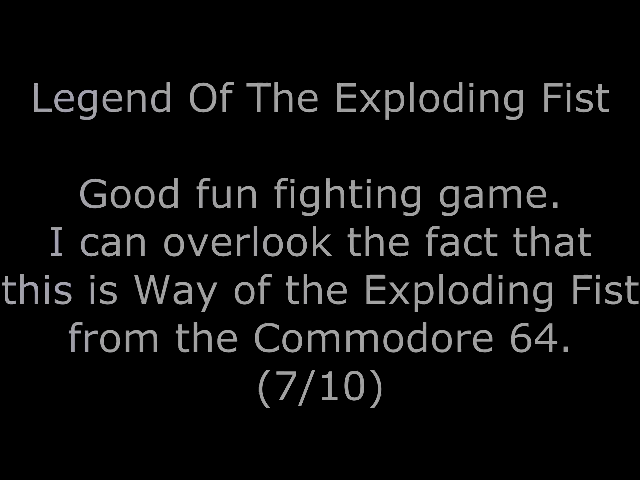 Legend Of The Exploding Fist
Good fun fighting game.
I can overlook the fact that
this is Way of the Exploding Fist
from the Commodore 64.
(7/10)